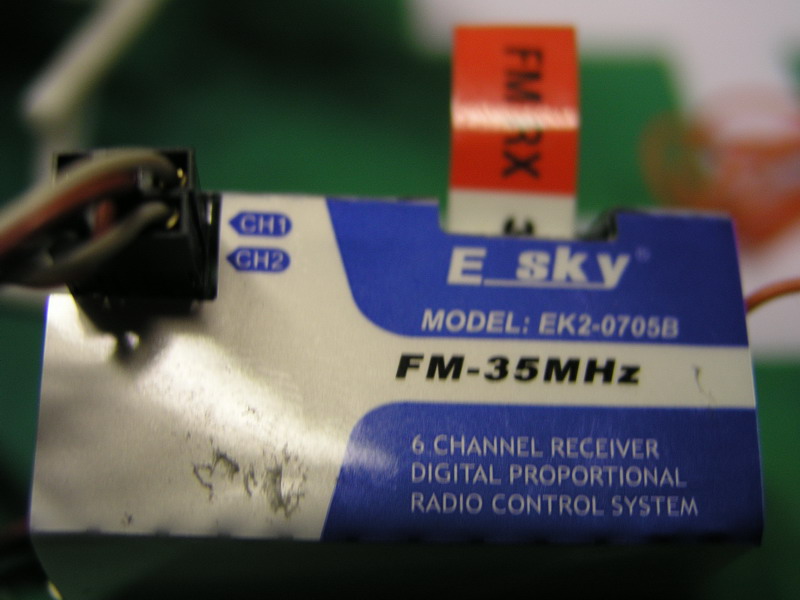 FM RX
CH1
CH2
E_sky®
MODEL: EK2-0705B
FM-35MHz
6 CHANNEL RECEIVER
DIGITAL PROPORTIONAL
RADIO CONTROL SYSTEM